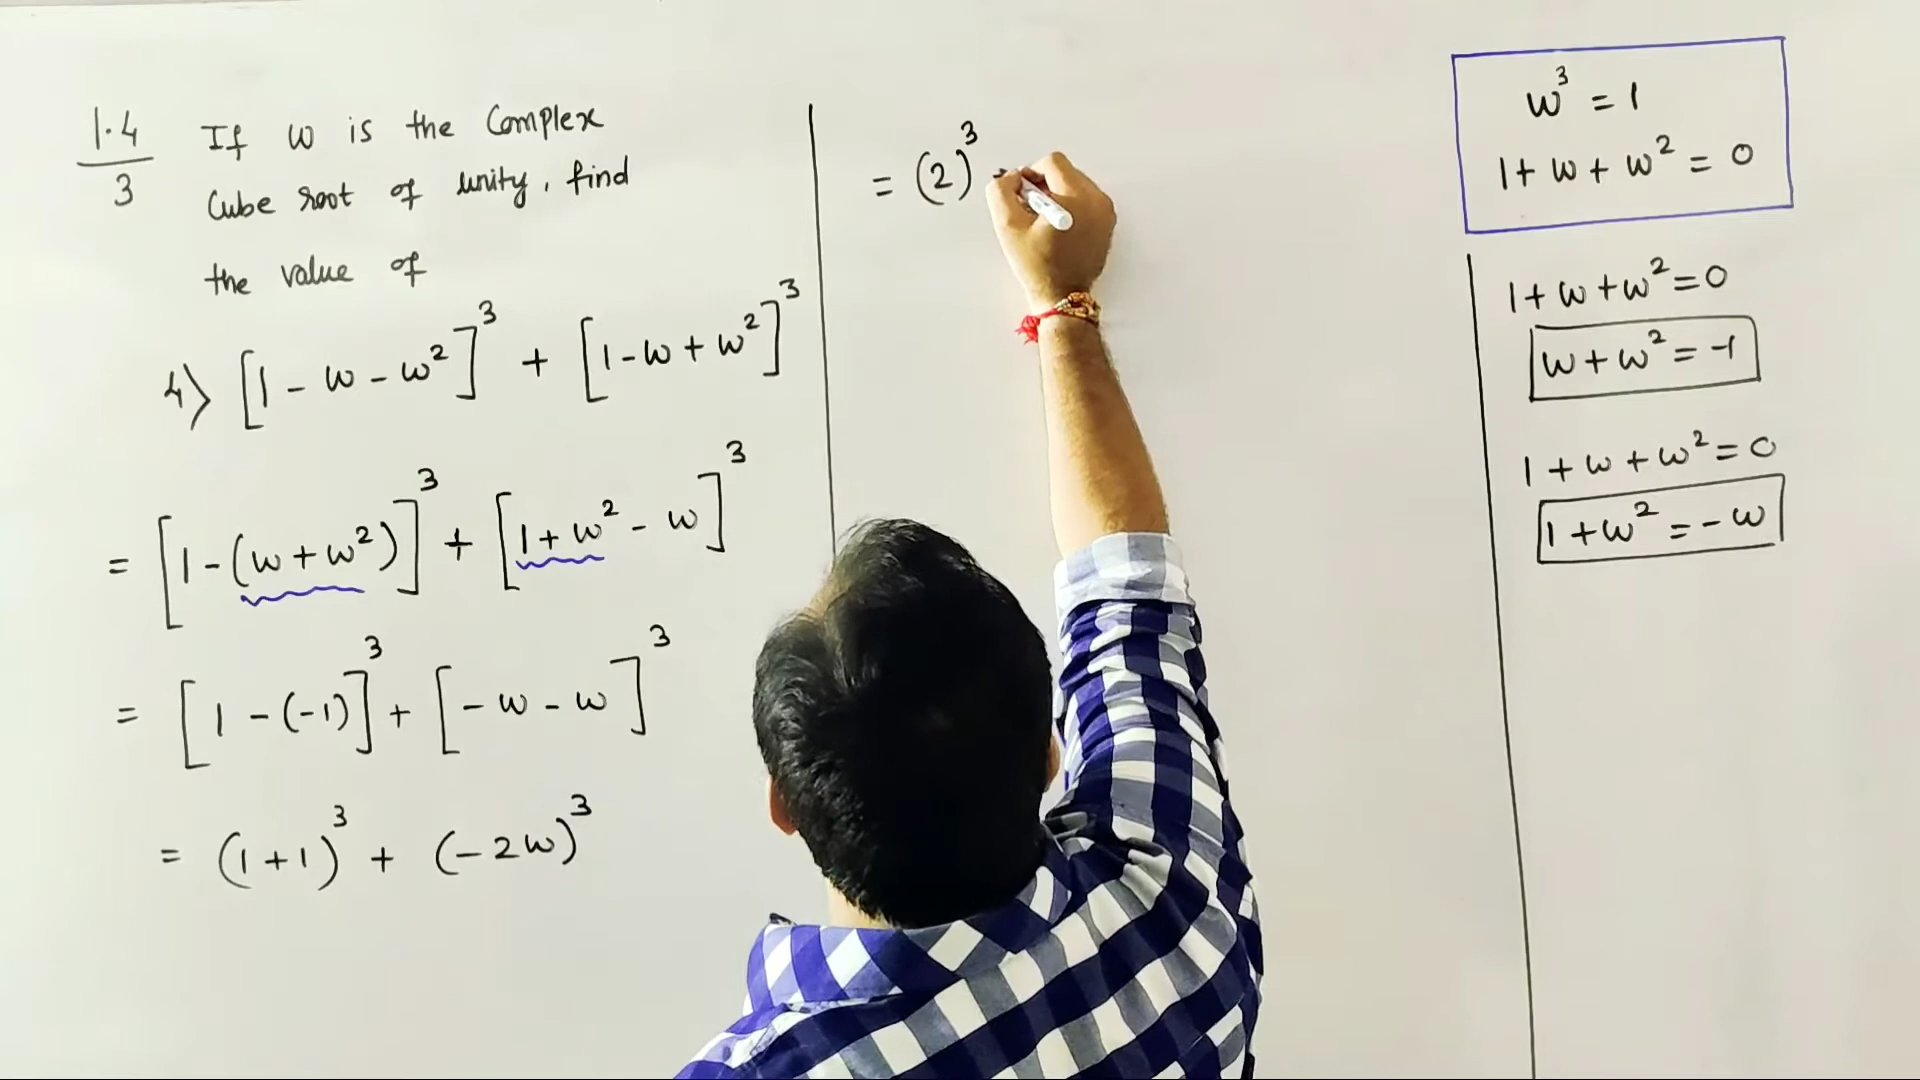 1.4
3
If w is the Complex
Cube root of unity, find
the value of
4) [1 - w - w²]³ + [1 - w + w²]³
= [1 - (w + w²)]³ + [1 + w² - w]³
= [1 - (-1)]³ + [-w - w]³
= (1 + 1)³ + (-2w)³
= (2)³
w³ = 1
1 + w + w² = 0
1 + w + w² = 0
w + w² = -1
1 + w + w² = 0
1 + w² = -w